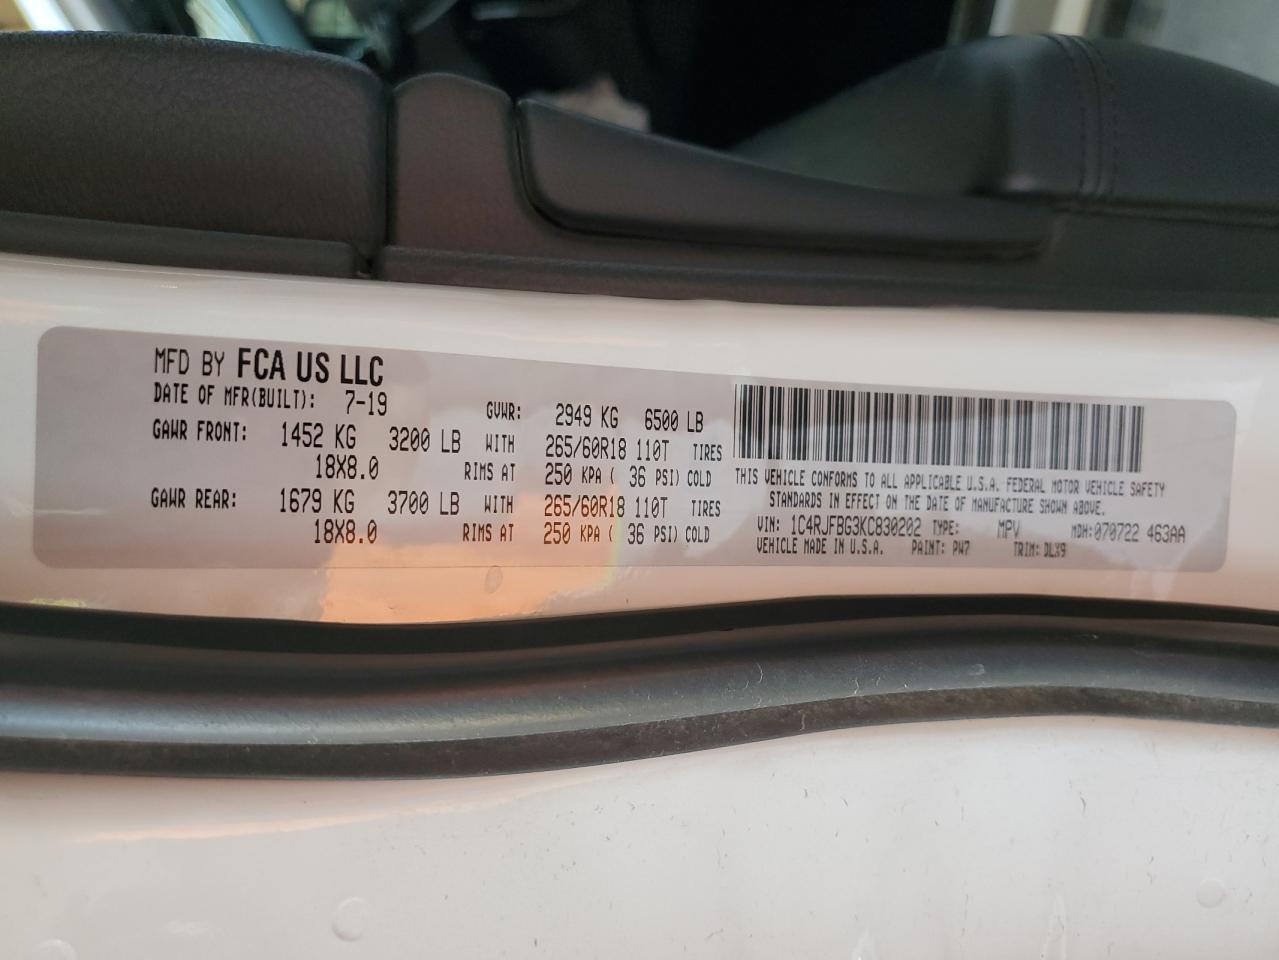 MFD BY FCA US LLC
DATE OF MFR(BUILT): 7-19 GVWR: 2949 KG 6500 LB
GAWR FRONT: 1452 KG 3200 LB WITH 265/60R18 110T TIRES
18X8.0 RIMS AT 250 KPA ( 36 PSI) COLD
GAWR REAR: 1679 KG 3700 LB WITH 265/60R18 110T TIRES
18X8.0 RIMS AT 250 KPA ( 36 PSI) COLD
THIS VEHICLE CONFORMS TO ALL APPLICABLE U.S.A. FEDERAL MOTOR VEHICLE SAFETY
STANDARDS IN EFFECT ON THE DATE OF MANUFACTURE SHOWN ABOVE.
VIN: 1C4RJFBG3KC830202 TYPE: MPV MDH:070722 463AA
VEHICLE MADE IN U.S.A. PAINT: PW7 TRIM: DLX9